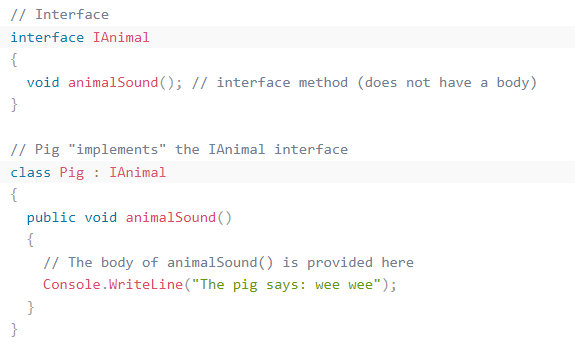 // Interface
interface IAnimal
{
  void animalSound(); // interface method (does not have a body)
}

// Pig "implements" the IAnimal interface
class Pig : IAnimal
{
  public void animalSound()
  {
    // The body of animalSound() is provided here
    Console.WriteLine("The pig says: wee wee");
  }
}